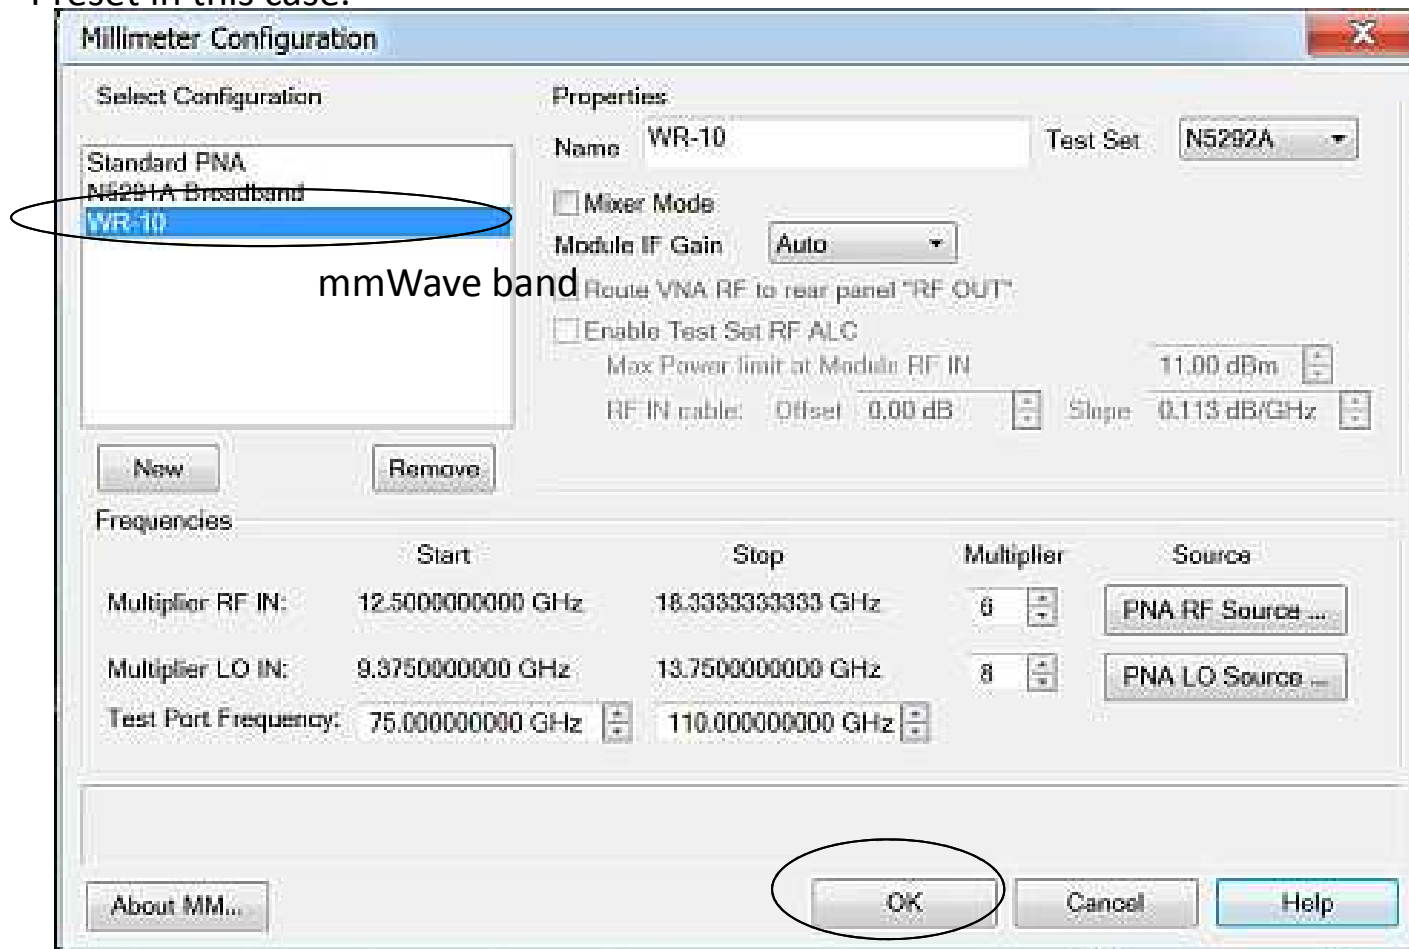 Preset in this case.
Millimeter Configuration
Select Configuration
Standard PNA
N5291A Broadband
WR-10
mmWave band
New
Remove
Properties
Name WR-10 Test Set N5292A
Mixer Mode
Module IF Gain Auto
Route VNA RF to rear panel "RF OUT"
Enable Test Set RF ALC
Max Power limit at Module RF IN 11.00 dBm
RF IN cable: Offset 0.00 dB Slope 0.113 dB/GHz
Frequencies
Start Stop Multiplier Source
Multiplier RF IN: 12.5000000000 GHz 18.3333333333 GHz 6 PNA RF Source ...
Multiplier LO IN: 9.3750000000 GHz 13.7500000000 GHz 8 PNA LO Source ...
Test Port Frequency: 75.000000000 GHz 110.000000000 GHz
About MM... OK Cancel Help